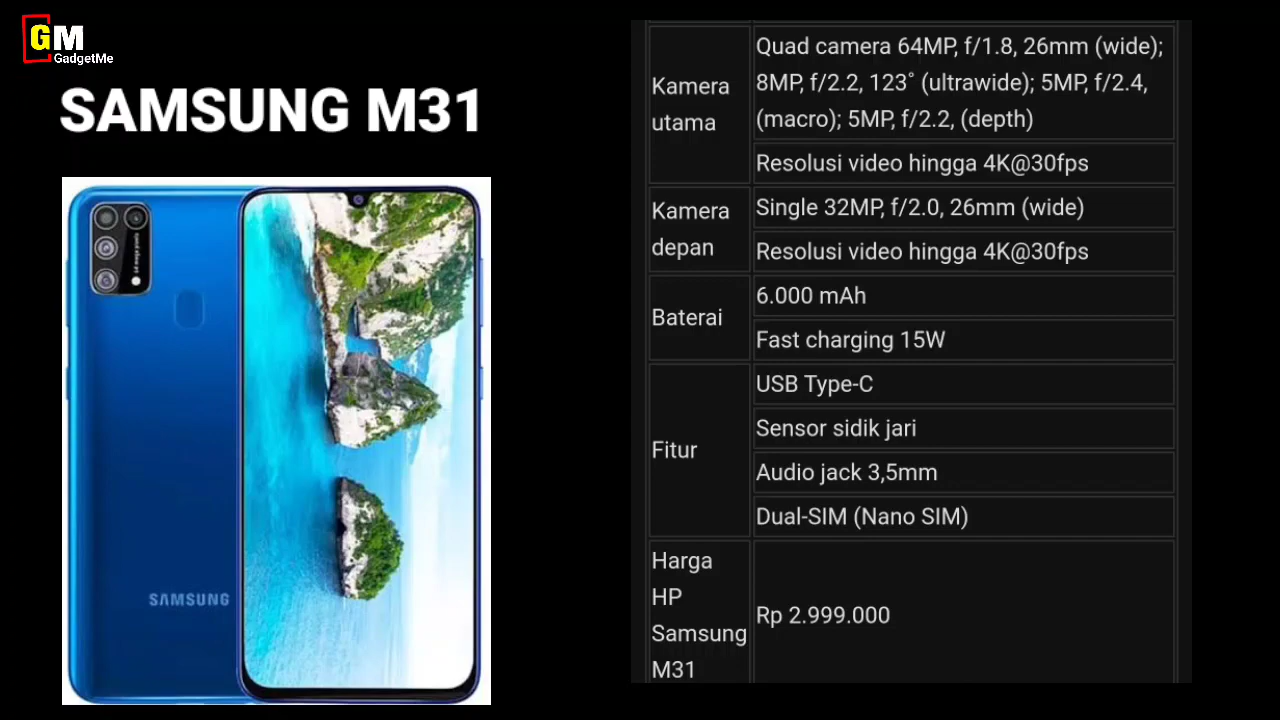 GM
GadgetMe
SAMSUNG M31
SAMSUNG
Kamera
utama
Quad camera 64MP, f/1.8, 26mm (wide);
8MP, f/2.2, 123˚ (ultrawide); 5MP, f/2.4,
(macro); 5MP, f/2.2, (depth)
Resolusi video hingga 4K@30fps
Kamera
depan
Single 32MP, f/2.0, 26mm (wide)
Resolusi video hingga 4K@30fps
Baterai
6.000 mAh
Fast charging 15W
Fitur
USB Type-C
Sensor sidik jari
Audio jack 3,5mm
Dual-SIM (Nano SIM)
Harga
HP
Samsung
M31
Rp 2.999.000